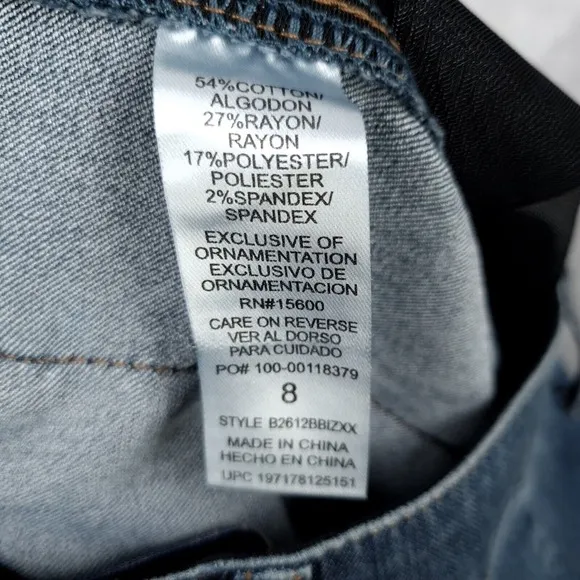 54%COTTON/
ALGODON
27%RAYON/
RAYON
17%POLYESTER/
POLIESTER
2%SPANDEX/
SPANDEX
EXCLUSIVE OF
ORNAMENTATION
EXCLUSIVO DE
ORNAMENTACION
RN#15600
CARE ON REVERSE
VER AL DORSO
PARA CUIDADO
PO# 100-00118379
8
STYLE B2612BBIZXX
MADE IN CHINA
HECHO EN CHINA
UPC 197178125151